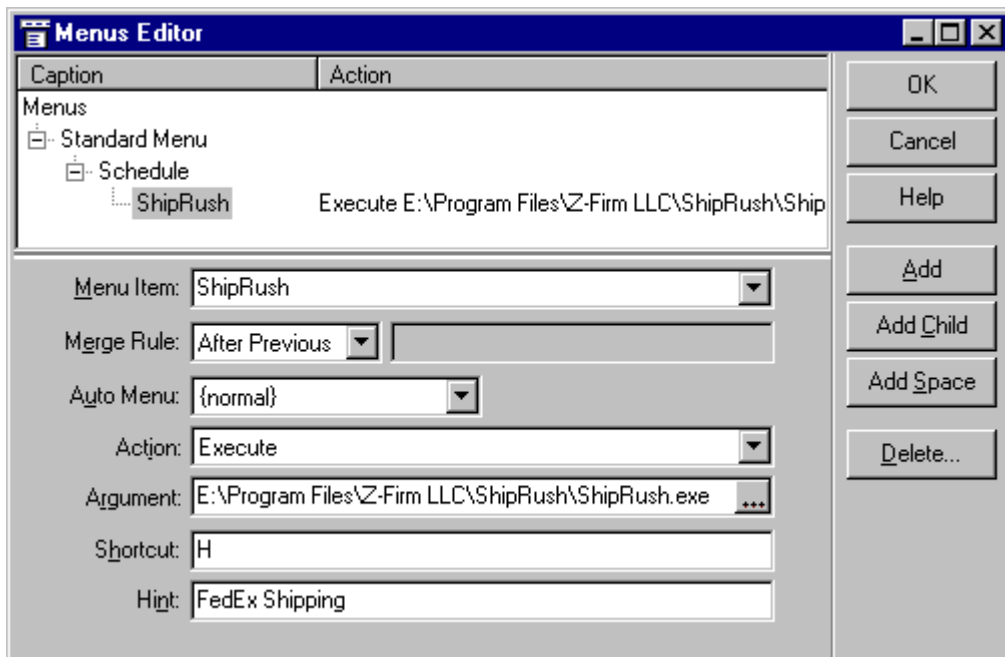 Menus Editor
Caption Action
Menus
Standard Menu
Schedule
ShipRush Execute E:\Program Files\Z-Firm LLC\ShipRush\Ship
OK
Cancel
Help
Add
Add Child
Add Space
Delete...
Menu Item: ShipRush
Merge Rule: After Previous
Auto Menu: {normal}
Action: Execute
Argument: E:\Program Files\Z-Firm LLC\ShipRush\ShipRush.exe ...
Shortcut: H
Hint: FedEx Shipping